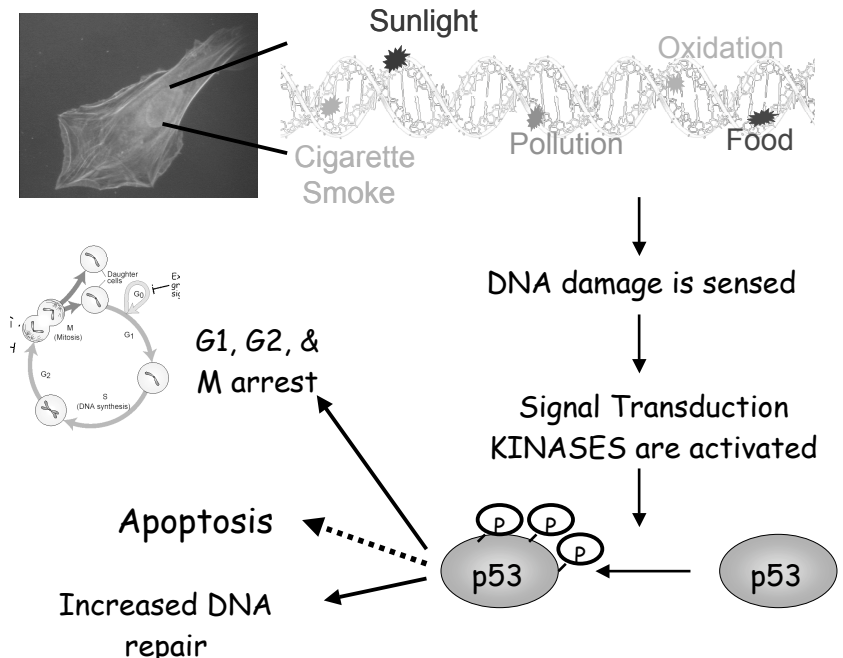 Sunlight
Oxidation
Cigarette
Smoke
Pollution
Food
DNA damage is sensed
Signal Transduction
KINASES are activated
Daughter
cells
G0
M
(Mitosis)
G1
G2
S
(DNA synthesis)
G1, G2, &
M arrest
Apoptosis
Increased DNA
repair
P
P
P
p53
p53